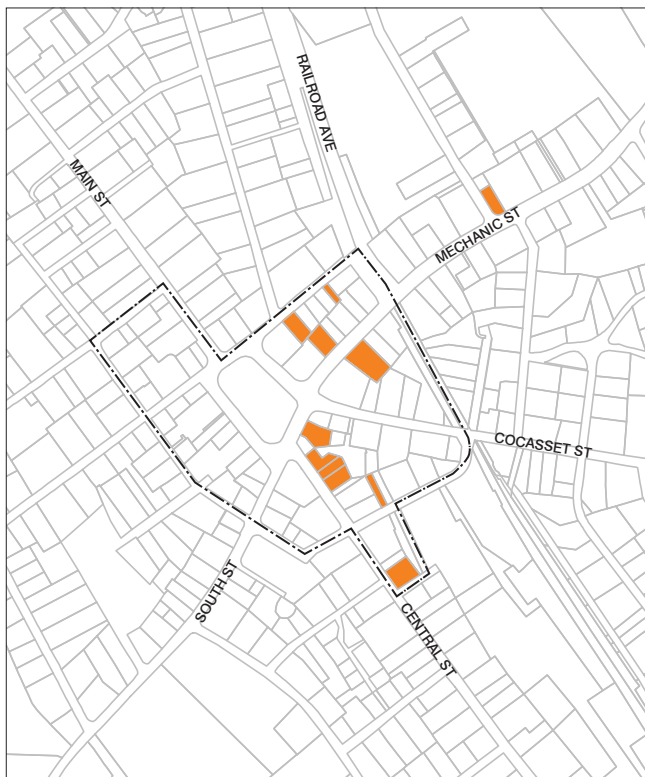 RAILROAD AVE
MAIN ST
MECHANIC ST
COCASSET ST
SOUTH ST
CENTRAL ST